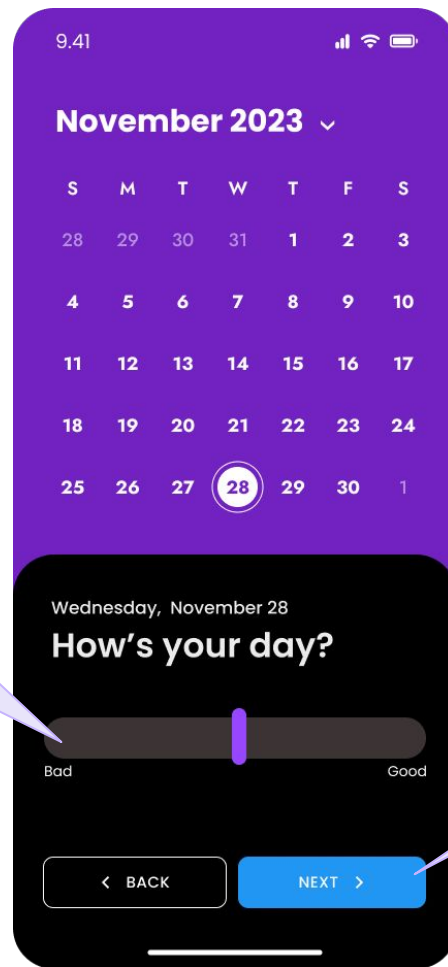 9.41
November 2023
S M T W T F S
28 29 30 31 1 2 3
4 5 6 7 8 9 10
11 12 13 14 15 16 17
18 19 20 21 22 23 24
25 26 27 28 29 30 1
Wednesday, November 28
How's your day?
Bad Good
BACK NEXT